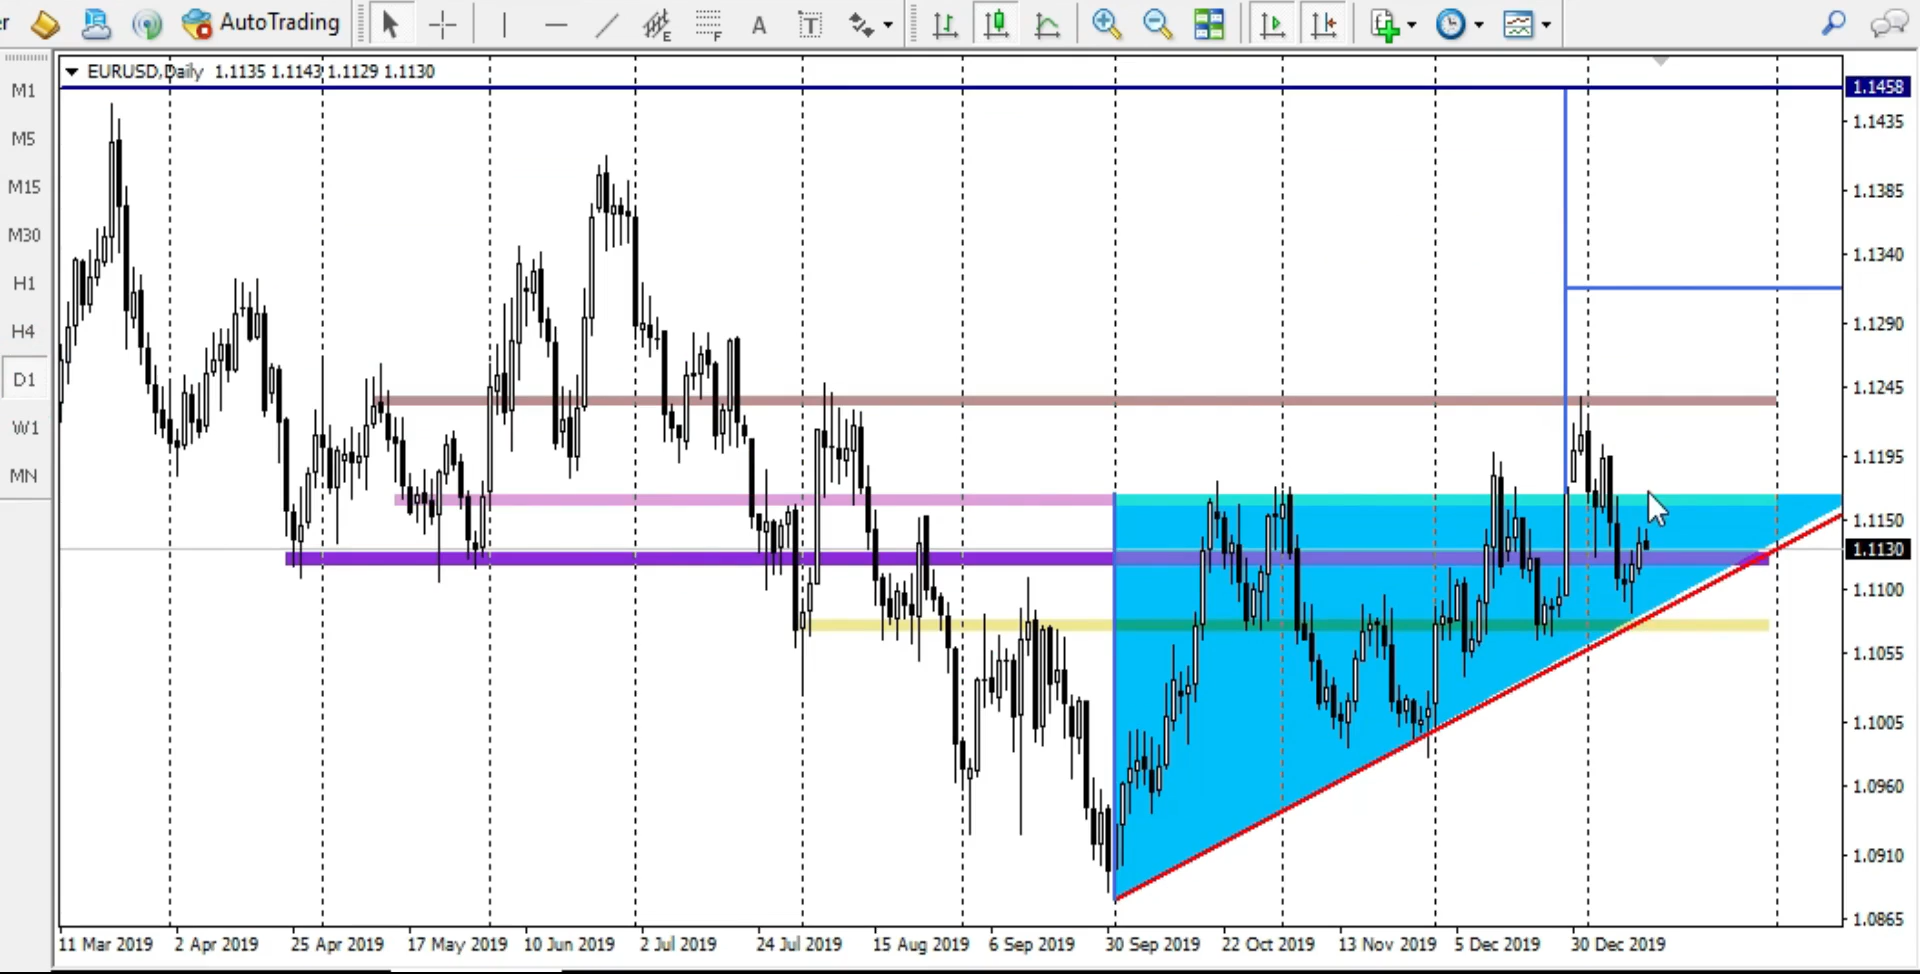 er AutoTrading E F A T
M1
M5
M15
M30
H1
H4
D1
W1
MN
EURUSD,Daily 1.1135 1.1143 1.1129 1.1130
1.1458
1.1435
1.1385
1.1340
1.1290
1.1245
1.1195
1.1150
1.1130
1.1100
1.1055
1.1005
1.0960
1.0910
1.0865
11 Mar 2019 2 Apr 2019 25 Apr 2019 17 May 2019 10 Jun 2019 2 Jul 2019 24 Jul 2019 15 Aug 2019 6 Sep 2019 30 Sep 2019 22 Oct 2019 13 Nov 2019 5 Dec 2019 30 Dec 2019